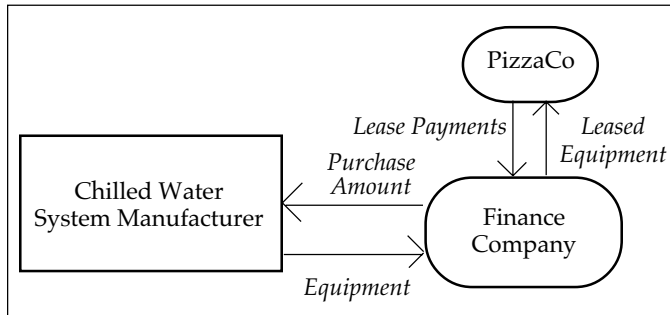 PizzaCo
Lease Payments
Leased
Equipment
Purchase
Amount
Chilled Water
System Manufacturer
Finance
Company
Equipment